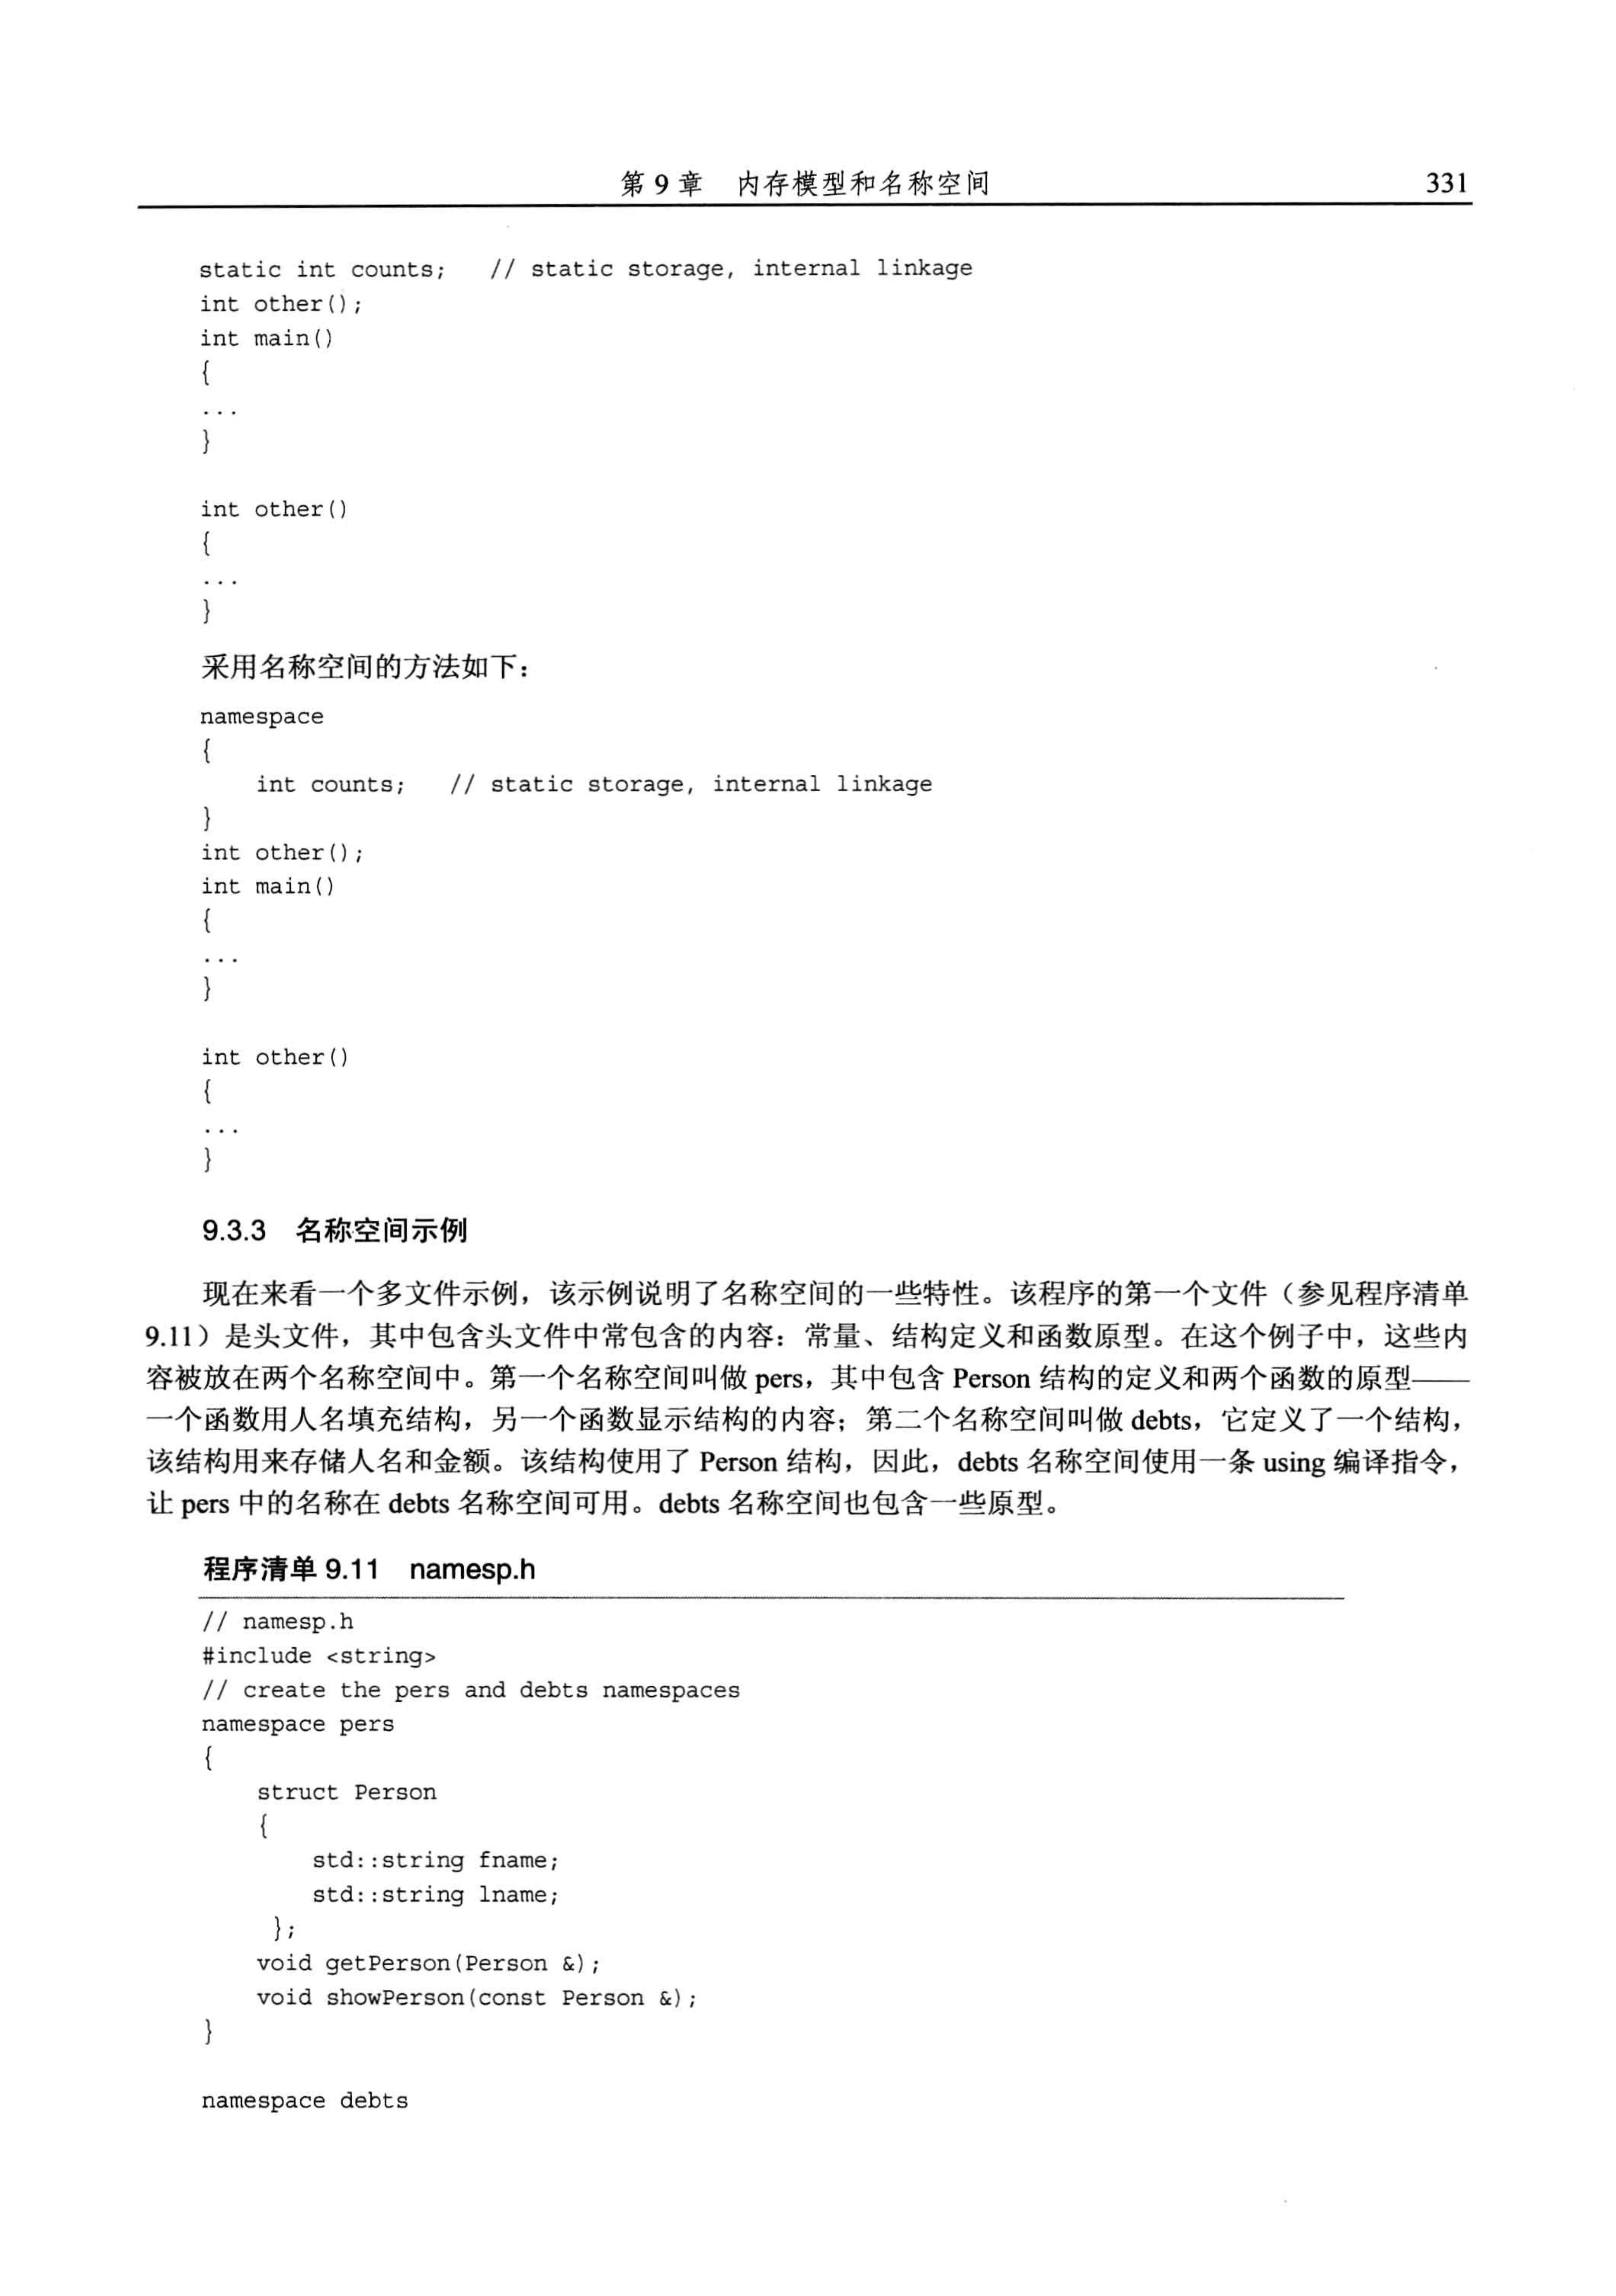 第 9 章 内存模型和名称空间 331
static int counts; // static storage, internal linkage
int other();
int main()
{
...
}
int other()
{
...
}
采用名称空间的方法如下：
namespace
{
    int counts; // static storage, internal linkage
}
int other();
int main()
{
...
}
int other()
{
...
}
9.3.3 名称空间示例
现在来看一个多文件示例，该示例说明了名称空间的一些特性。该程序的第一个文件（参见程序清单
9.11）是头文件，其中包含头文件中常包含的内容：常量、结构定义和函数原型。在这个例子中，这些内
容被放在两个名称空间中。第一个名称空间叫做 pers，其中包含 Person 结构的定义和两个函数的原型——
一个函数用人名填充结构，另一个函数显示结构的内容；第二个名称空间叫做 debts，它定义了一个结构，
该结构用来存储人名和金额。该结构使用了 Person 结构，因此，debts 名称空间使用一条 using 编译指令，
让 pers 中的名称在 debts 名称空间可用。debts 名称空间也包含一些原型。
程序清单 9.11 namesp.h
// namesp.h
#include <string>
// create the pers and debts namespaces
namespace pers
{
    struct Person
    {
        std::string fname;
        std::string lname;
     };
    void getPerson(Person &);
    void showPerson(const Person &);
}
namespace debts